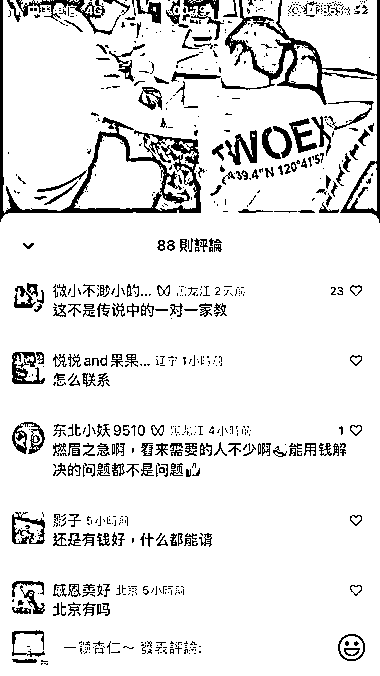 WOEX
39.4"N 120°41'57
88 則評論
微小不渺小的... 黑龙江 2天前
23
这不是传说中的一对一家教
悦悦and果果... 辽宁 1小時前
怎么联系
东北小妖9510 黑龙江 4小時前
1
燃眉之急啊，看来需要的人不少啊能用钱解
决的问题都不是问题
影子 5小時前
还是有钱好，什么都能请
感恩美好 北京 5小時前
北京有吗
一颗杏仁～ 發表評論: